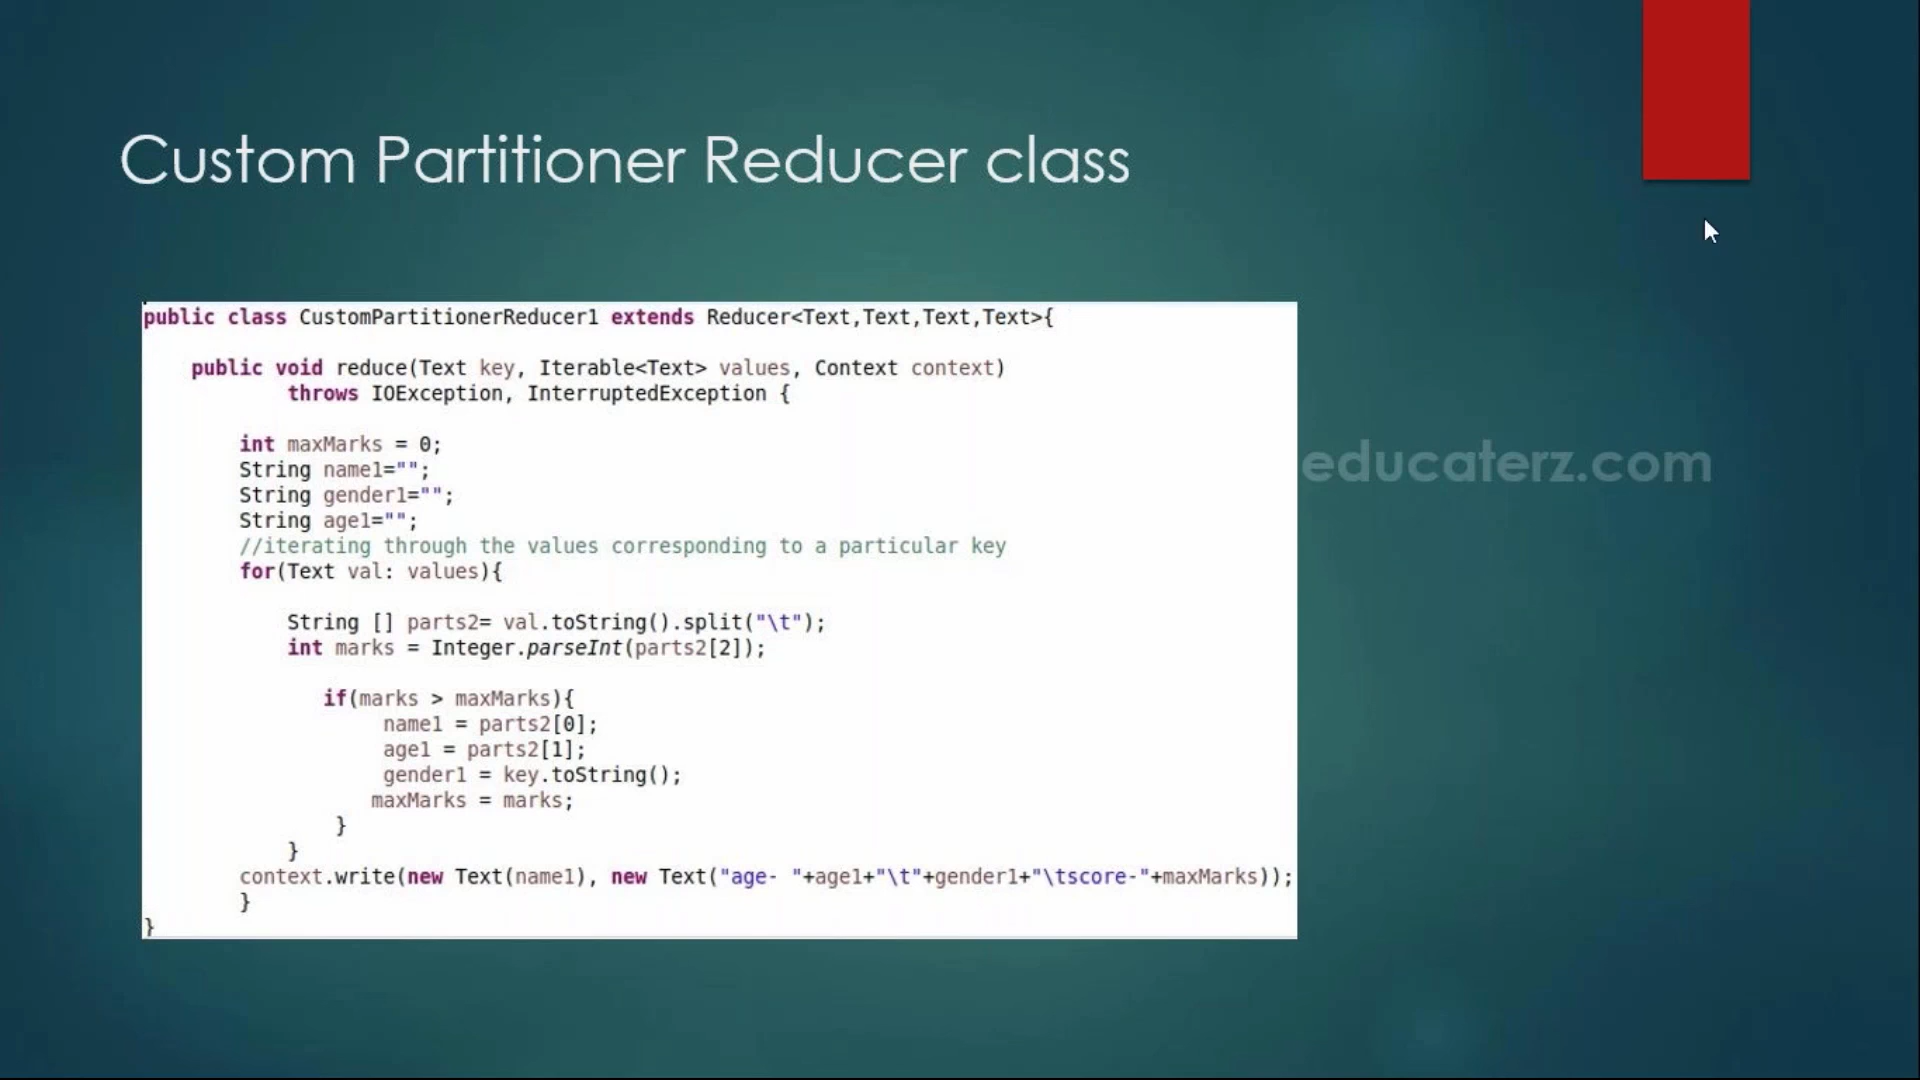 Custom Partitioner Reducer class
public class CustomPartitionerReducer1 extends Reducer<Text,Text,Text,Text>{
public void reduce(Text key, Iterable<Text> values, Context context)
throws IOException, InterruptedException {
int maxMarks = 0;
String name1="";
String gender1="";
String age1="";
//iterating through the values corresponding to a particular key
for(Text val: values){
String [] parts2= val.toString().split("\t");
int marks = Integer.parseInt(parts2[2]);
if(marks > maxMarks){
name1 = parts2[0];
age1 = parts2[1];
gender1 = key.toString();
maxMarks = marks;
}
}
context.write(new Text(name1), new Text("age- "+age1+"\t"+gender1+"\tscore-"+maxMarks));
}
}
educaterz.com